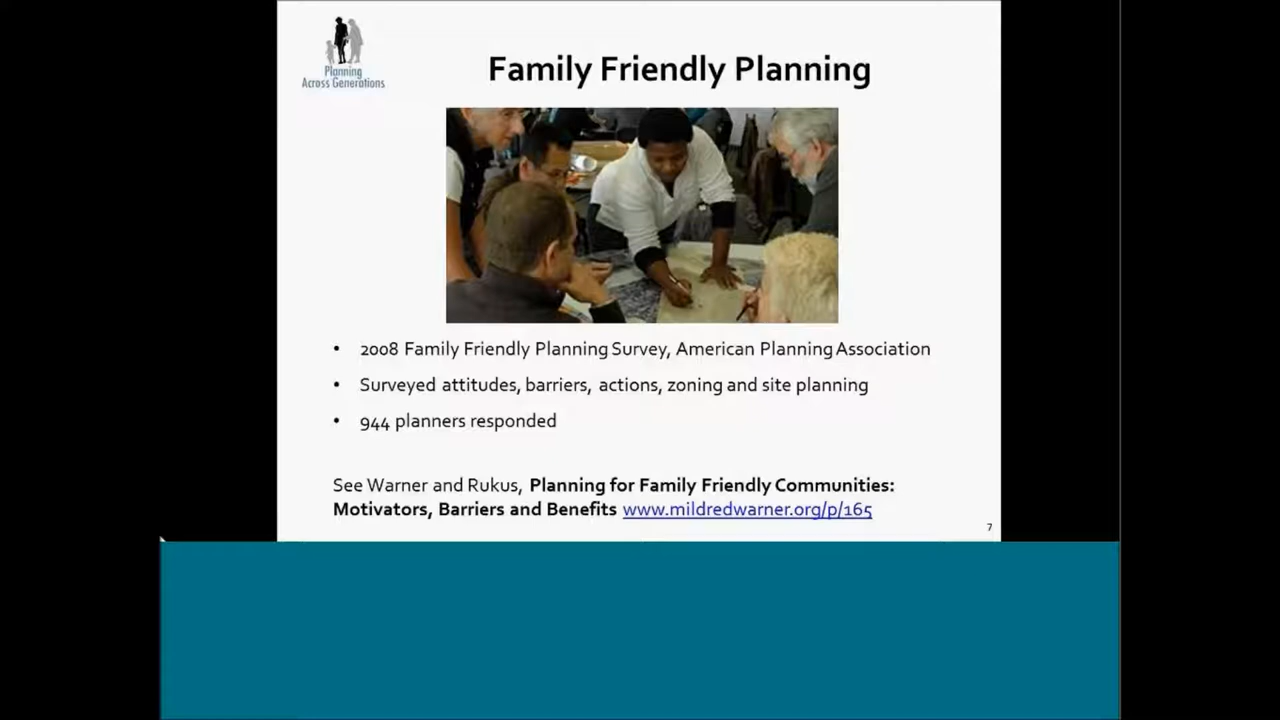 Planning
Across Generations
Family Friendly Planning
• 2008 Family Friendly Planning Survey, American Planning Association
• Surveyed attitudes, barriers, actions, zoning and site planning
• 944 planners responded
See Warner and Rukus, Planning for Family Friendly Communities:
Motivators, Barriers and Benefits www.mildredwarner.org/p/165
7